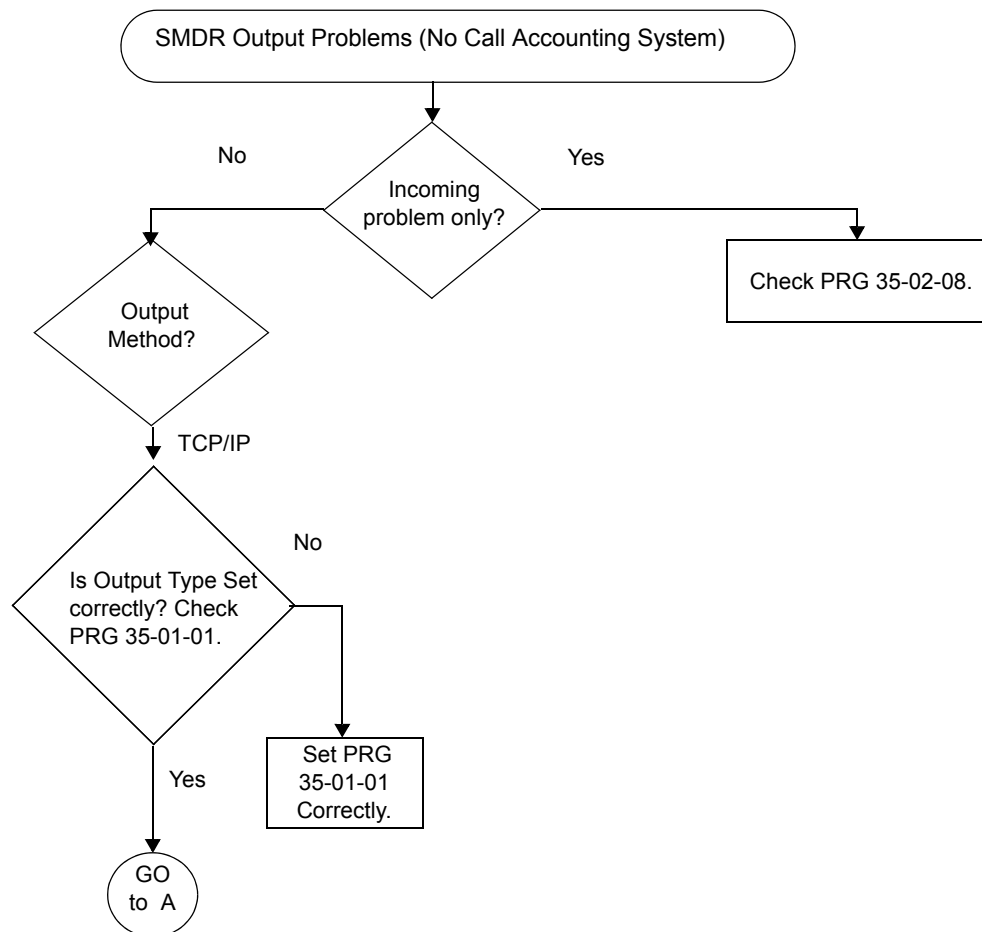 SMDR Output Problems (No Call Accounting System)
No
Yes
Incoming
problem only?
Check PRG 35-02-08.
Output
Method?
TCP/IP
No
Is Output Type Set
correctly? Check
PRG 35-01-01.
Set PRG
35-01-01
Correctly.
Yes
GO
to A